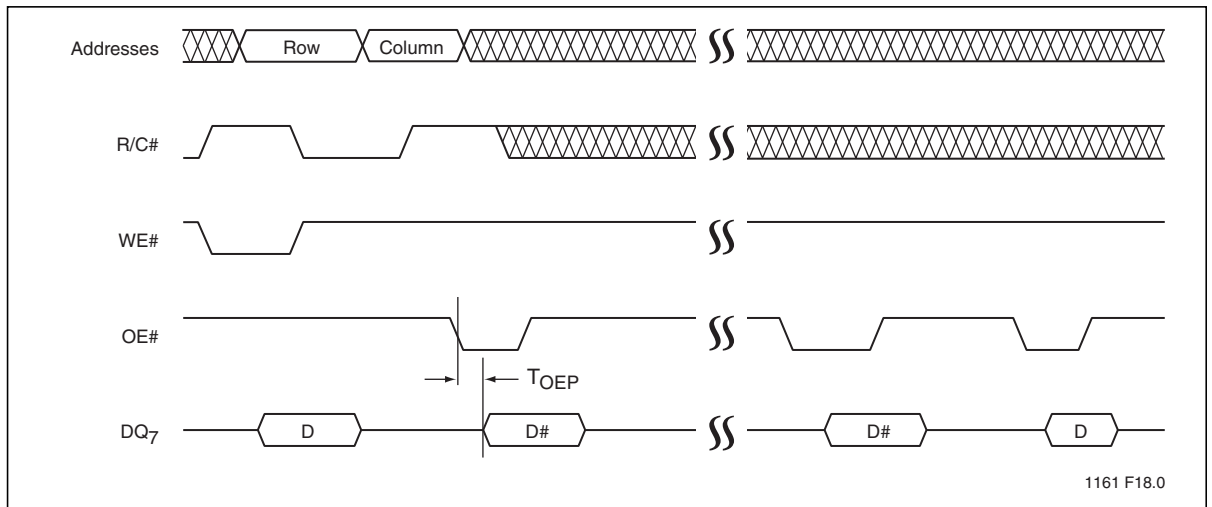 Addresses Row Column
R/C#
WE#
OE#
TOEP
DQ7 D D# D# D
1161 F18.0